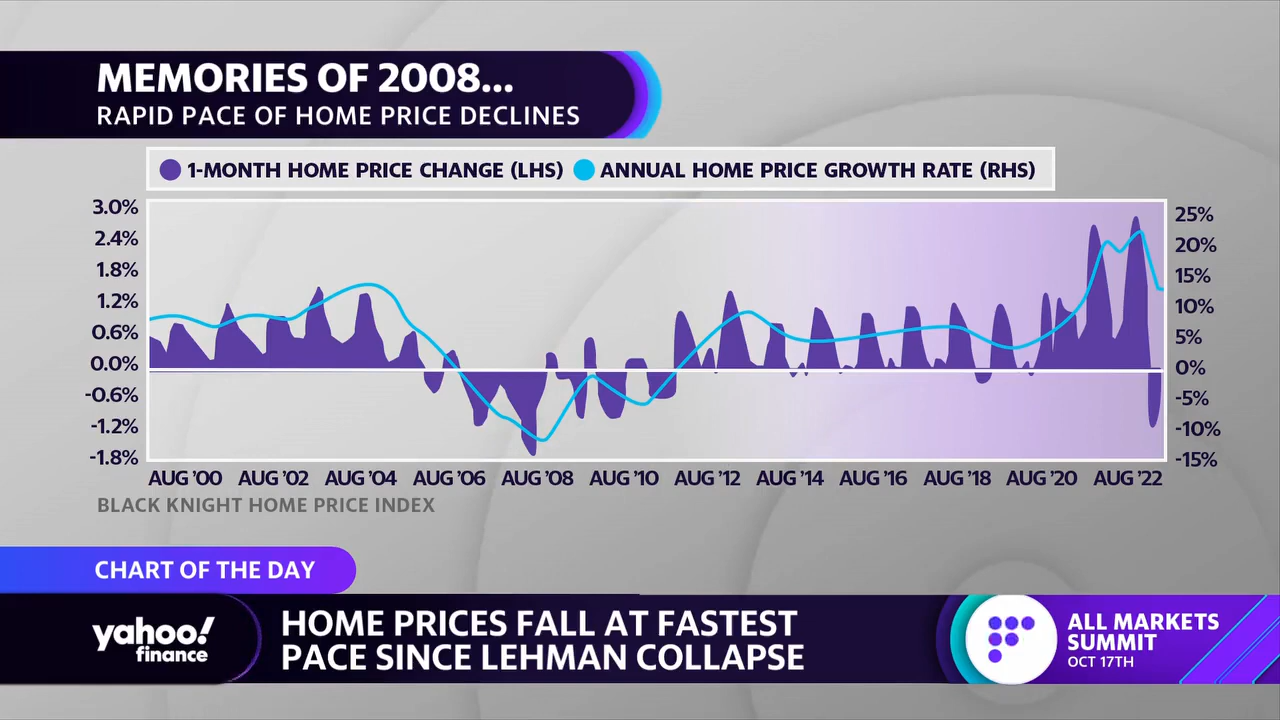 MEMORIES OF 2008...
RAPID PACE OF HOME PRICE DECLINES
1-MONTH HOME PRICE CHANGE (LHS) ANNUAL HOME PRICE GROWTH RATE (RHS)
3.0%
2.4%
1.8%
1.2%
0.6%
0.0%
-0.6%
-1.2%
-1.8%
25%
20%
15%
10%
5%
0%
-5%
-10%
-15%
AUG '00 AUG '02 AUG '04 AUG '06 AUG '08 AUG '10 AUG '12 AUG '14 AUG '16 AUG '18 AUG '20 AUG '22
BLACK KNIGHT HOME PRICE INDEX
CHART OF THE DAY
yahoo!
finance
HOME PRICES FALL AT FASTEST
PACE SINCE LEHMAN COLLAPSE
ALL MARKETS
SUMMIT
OCT 17TH